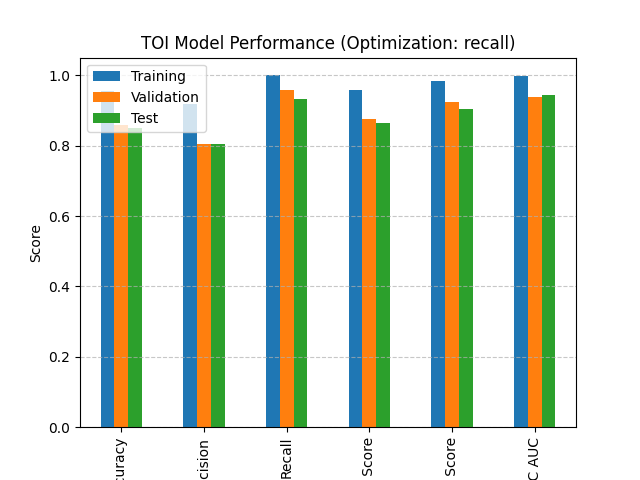 TOI Model Performance (Optimization: recall)
Training
Validation
Test
Score
1.0
0.8
0.6
0.4
0.2
0.0
curacy
cision
Recall
Score
Score
C AUC